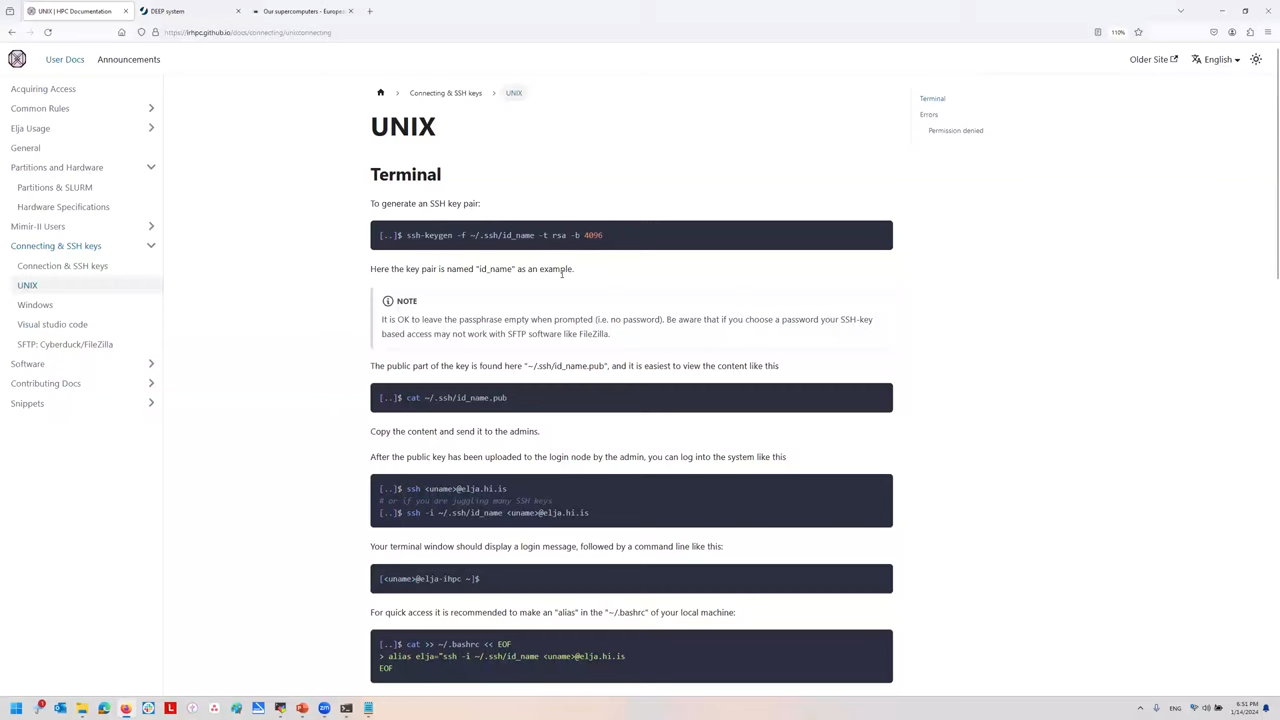 UNIX | HPC Documentation
DEEP system
Our supercomputers - Europe
https://irhpc.github.io/docs/connecting/unixconnecting
110%
User Docs
Announcements
Older Site
English
Acquiring Access
Common Rules
Elja Usage
General
Partitions and Hardware
Partitions & SLURM
Hardware Specifications
Mimir-II Users
Connecting & SSH keys
Connection & SSH keys
UNIX
Windows
Visual studio code
SFTP: Cyberduck/FileZilla
Software
Contributing Docs
Snippets
Connecting & SSH keys
UNIX
UNIX
Terminal
To generate an SSH key pair:
[..]$ ssh-keygen -f ~/.ssh/id_name -t rsa -b 4096
Here the key pair is named "id_name" as an example.
NOTE
It is OK to leave the passphrase empty when prompted (i.e. no password). Be aware that if you choose a password your SSH-key
based access may not work with SFTP software like FileZilla.
The public part of the key is found here "~/.ssh/id_name.pub", and it is easiest to view the content like this
[..]$ cat ~/.ssh/id_name.pub
Copy the content and send it to the admins.
After the public key has been uploaded to the login node by the admin, you can log into the system like this
[..]$ ssh <uname>@elja.hi.is
# or if you are juggling many SSH keys
[..]$ ssh -i ~/.ssh/id_name <uname>@elja.hi.is
Your terminal window should display a login message, followed by a command line like this:
[<uname>@elja-ihpc ~]$
For quick access it is recommended to make an "alias" in the "~/.bashrc" of your local machine:
[..]$ cat >> ~/.bashrc << EOF
> alias elja="ssh -i ~/.ssh/id_name <uname>@elja.hi.is
EOF
Terminal
Errors
Permission denied
ENG
6:51 PM
1/14/2024